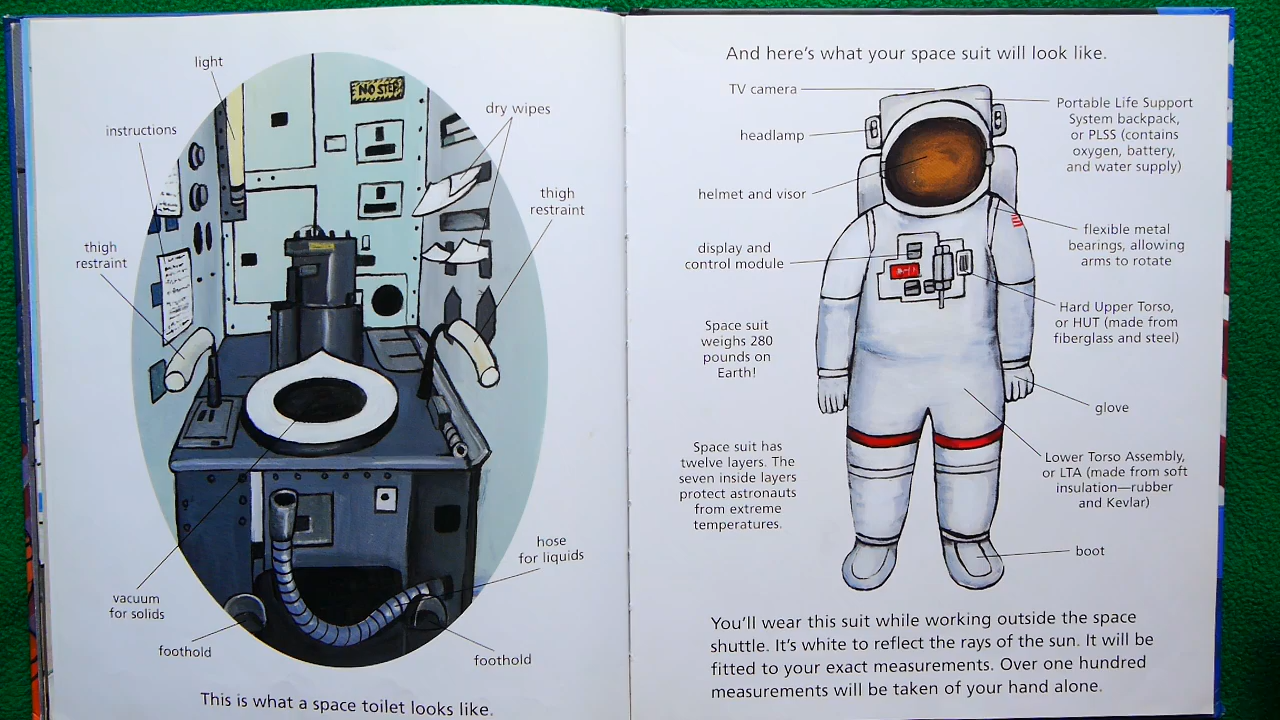 light
NO STEP
dry wipes
instructions
thigh
restraint
thigh
restraint
hose
for liquids
vacuum
for solids
foothold
foothold
This is what a space toilet looks like.
And here's what your space suit will look like.
TV camera
headlamp
helmet and visor
display and
control module
Space suit
weighs 280
pounds on
Earth!
Space suit has
twelve layers. The
seven inside layers
protect astronauts
from extreme
temperatures.
Portable Life Support
System backpack,
or PLSS (contains
oxygen, battery,
and water supply)
flexible metal
bearings, allowing
arms to rotate
Hard Upper Torso,
or HUT (made from
fiberglass and steel)
glove
Lower Torso Assembly,
or LTA (made from soft
insulation—rubber
and Kevlar)
boot
You'll wear this suit while working outside the space
shuttle. It's white to reflect the rays of the sun. It will be
fitted to your exact measurements. Over one hundred
measurements will be taken of your hand alone.